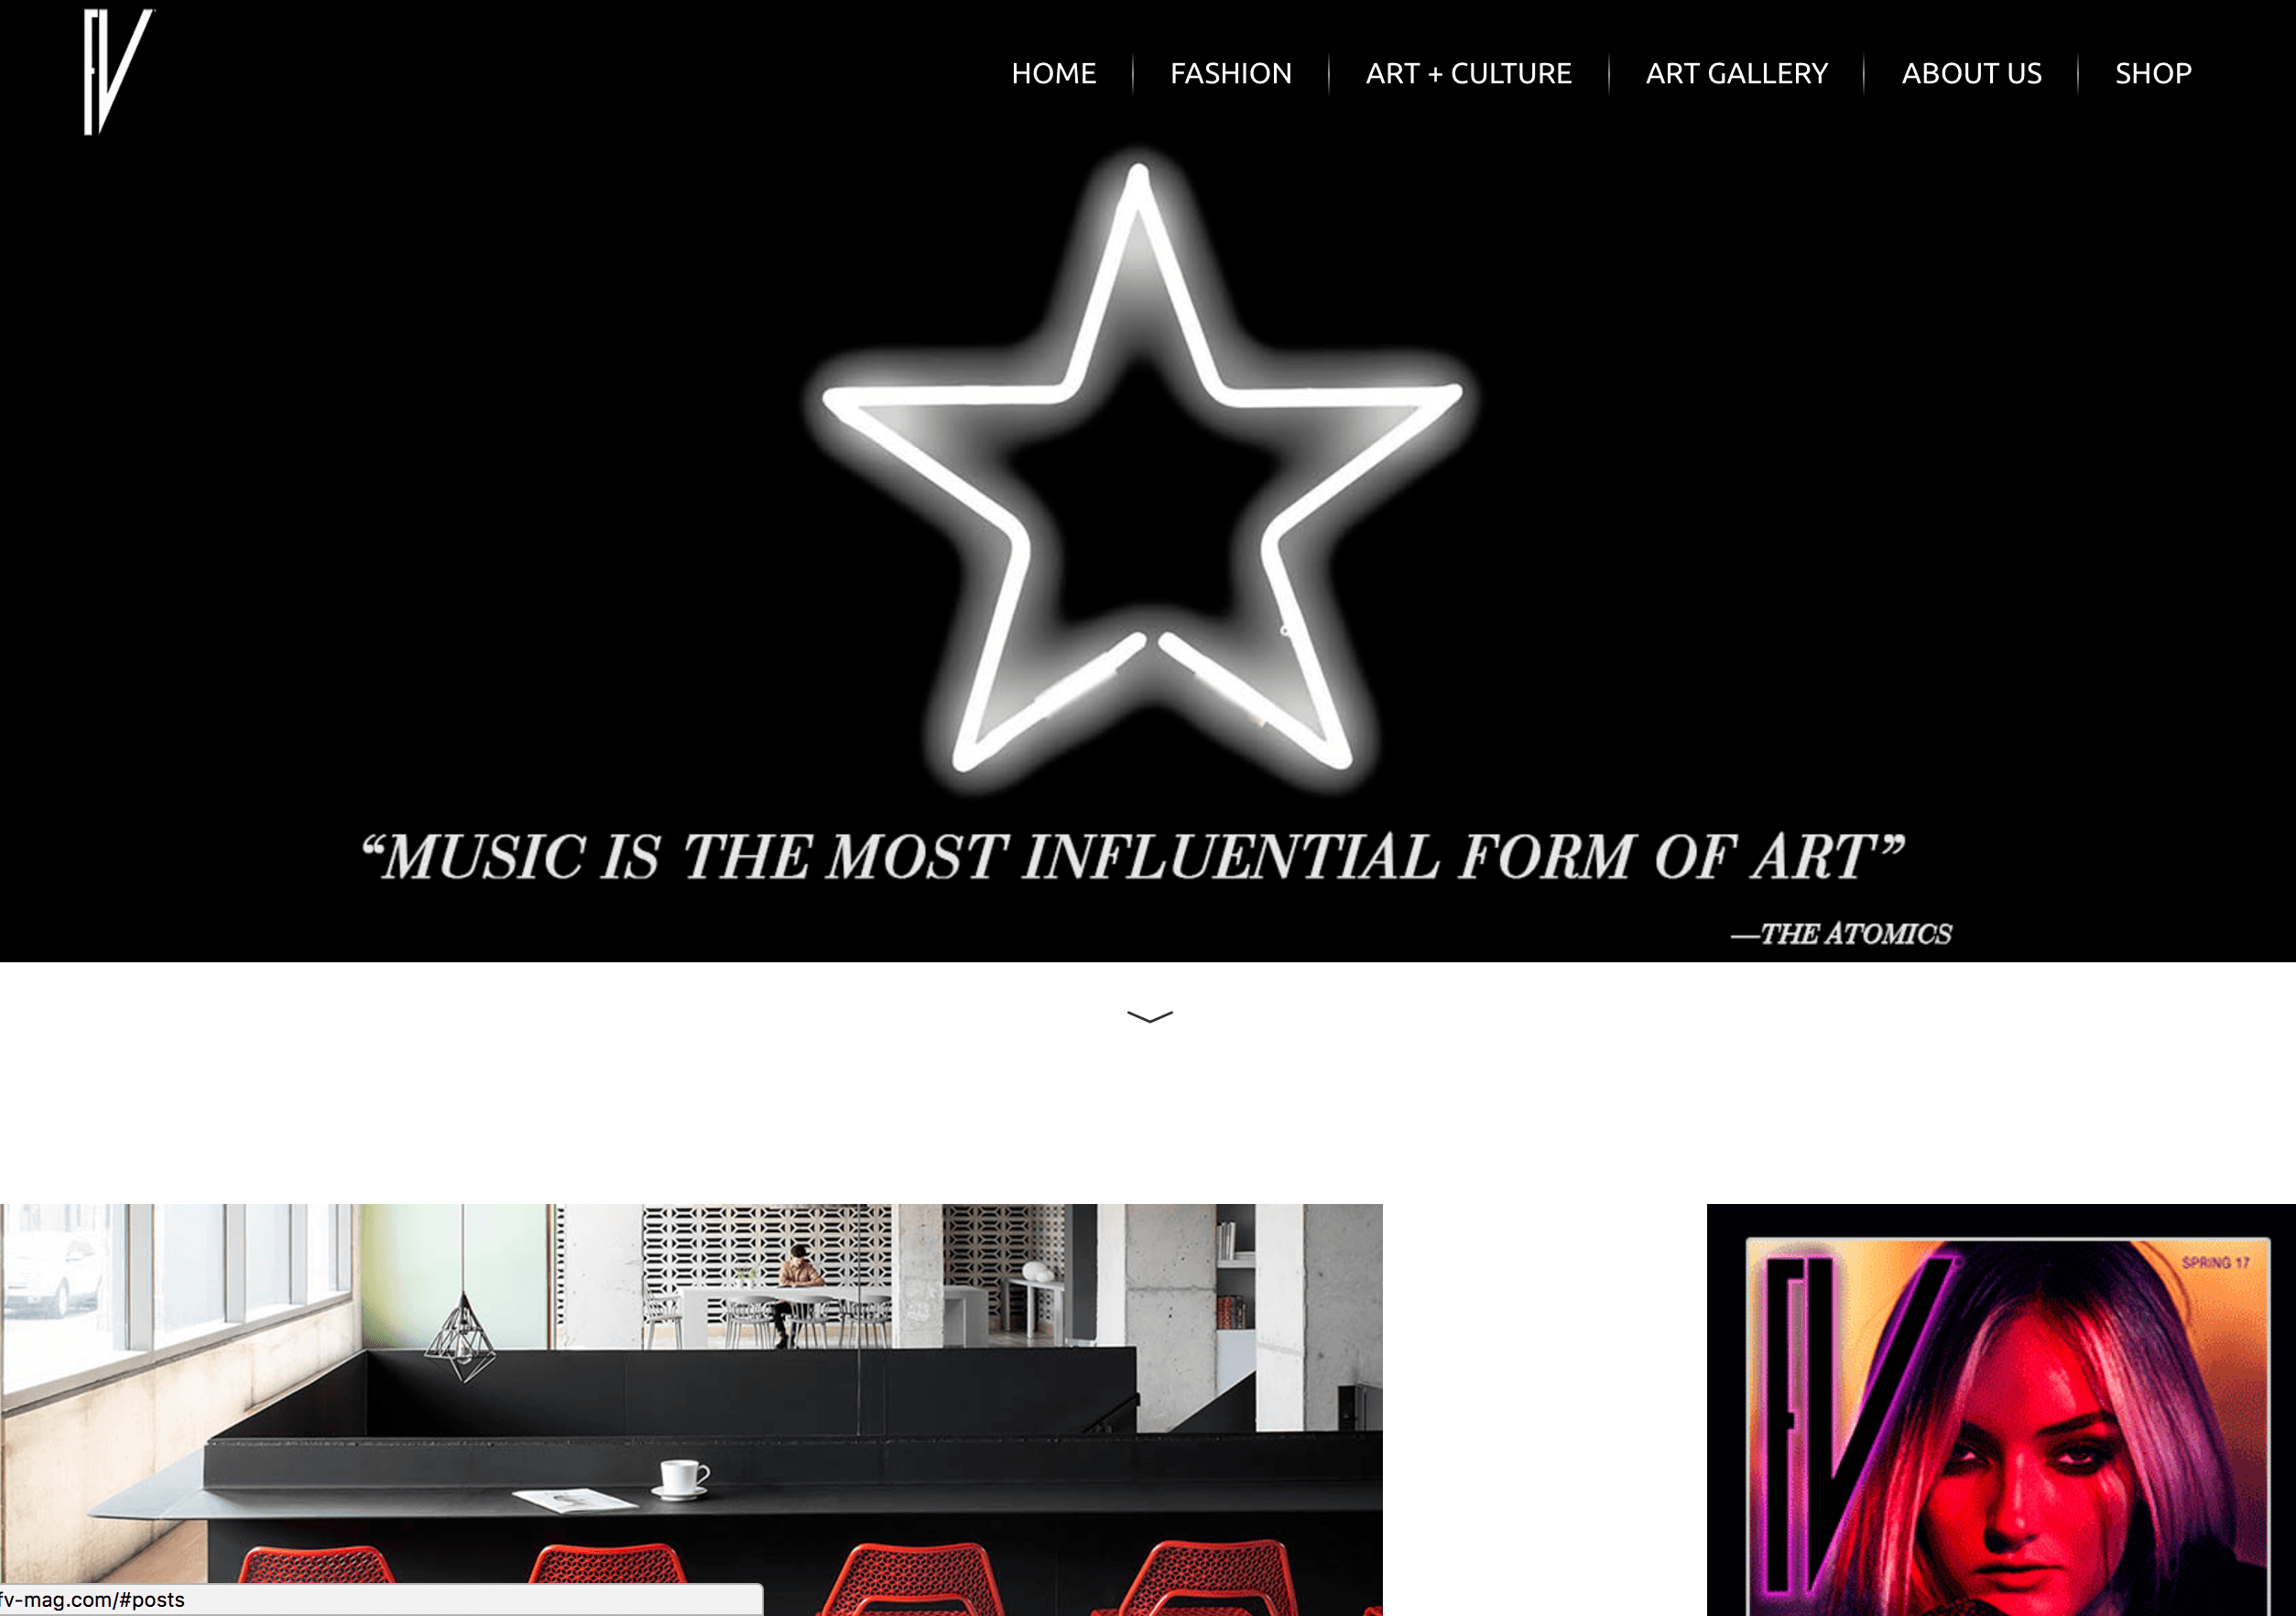 FV
HOME
FASHION
ART + CULTURE
ART GALLERY
ABOUT US
SHOP
“MUSIC IS THE MOST INFLUENTIAL FORM OF ART”
—THE ATOMICS
FV
SPRING 17
fv-mag.com/#posts